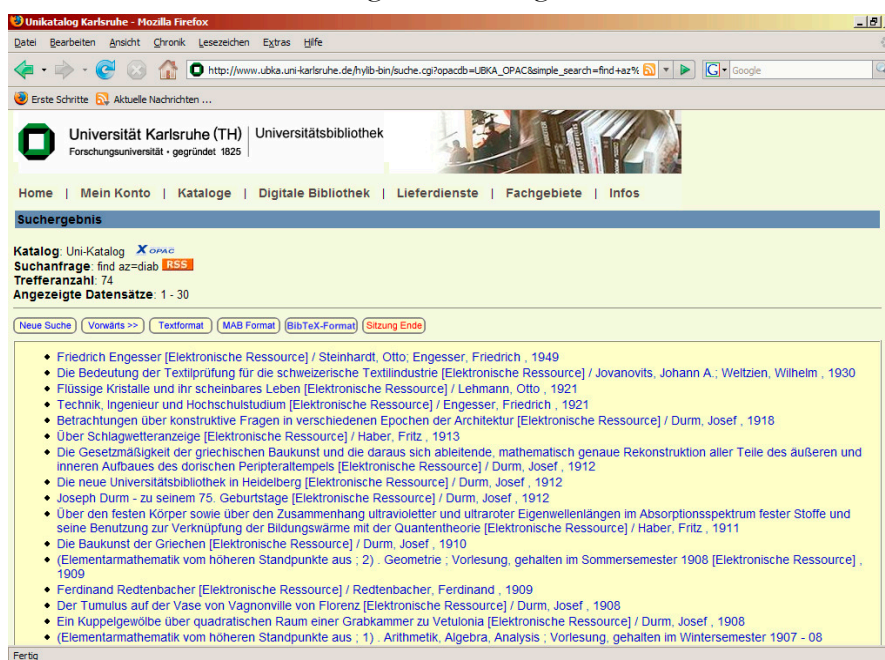 Unikatalog Karlsruhe - Mozilla Firefox
Datei Bearbeiten Ansicht Chronik Lesezeichen Extras Hilfe
http://www.ubka.uni-karlsruhe.de/hylib-bin/suche.cgi?opacdb=UBKA_OPAC&simple_search=find+az% Google
Erste Schritte Aktuelle Nachrichten ...
Universität Karlsruhe (TH) Universitätsbibliothek
Forschungsuniversität · gegründet 1825
Home | Mein Konto | Kataloge | Digitale Bibliothek | Lieferdienste | Fachgebiete | Infos
Suchergebnis
Katalog: Uni-Katalog X OPAC
Suchanfrage: find az=diab RSS
Trefferanzahl: 74
Angezeigte Datensätze: 1 - 30
Neue Suche Vorwärts >> Textformat MAB Format BibTeX-Format Sitzung Ende
Friedrich Engesser [Elektronische Ressource] / Steinhardt, Otto; Engesser, Friedrich , 1949
Die Bedeutung der Textilprüfung für die schweizerische Textilindustrie [Elektronische Ressource] / Jovanovits, Johann A.; Weltzien, Wilhelm , 1930
Flüssige Kristalle und ihr scheinbares Leben [Elektronische Ressource] / Lehmann, Otto , 1921
Technik, Ingenieur und Hochschulstudium [Elektronische Ressource] / Engesser, Friedrich , 1921
Betrachtungen über konstruktive Fragen in verschiedenen Epochen der Architektur [Elektronische Ressource] / Durm, Josef , 1918
Über Schlagwetteranzeige [Elektronische Ressource] / Haber, Fritz , 1913
Die Gesetzmäßigkeit der griechischen Baukunst und die daraus sich ableitende, mathematisch genaue Rekonstruktion aller Teile des äußeren und
inneren Aufbaues des dorischen Peripteraltempels [Elektronische Ressource] / Durm, Josef , 1912
Die neue Universitätsbibliothek in Heidelberg [Elektronische Ressource] / Durm, Josef , 1912
Joseph Durm - zu seinem 75. Geburtstage [Elektronische Ressource] / Durm, Josef , 1912
Über den festen Körper sowie über den Zusammenhang ultravioletter und ultraroter Eigenwellenlängen im Absorptionsspektrum fester Stoffe und
seine Benutzung zur Verknüpfung der Bildungswärme mit der Quantentheorie [Elektronische Ressource] / Haber, Fritz , 1911
Die Baukunst der Griechen [Elektronische Ressource] / Durm, Josef , 1910
(Elementarmathematik vom höheren Standpunkte aus ; 2) . Geometrie ; Vorlesung, gehalten im Sommersemester 1908 [Elektronische Ressource] ,
1909
Ferdinand Redtenbacher [Elektronische Ressource] / Redtenbacher, Ferdinand , 1909
Der Tumulus auf der Vase von Vagnonville von Florenz [Elektronische Ressource] / Durm, Josef , 1908
Ein Kuppelgewölbe über quadratischen Raum einer Grabkammer zu Vetulonia [Elektronische Ressource] / Durm, Josef , 1908
(Elementarmathematik vom höheren Standpunkte aus ; 1) . Arithmetik, Algebra, Analysis ; Vorlesung, gehalten im Wintersemester 1907 - 08
Fertig